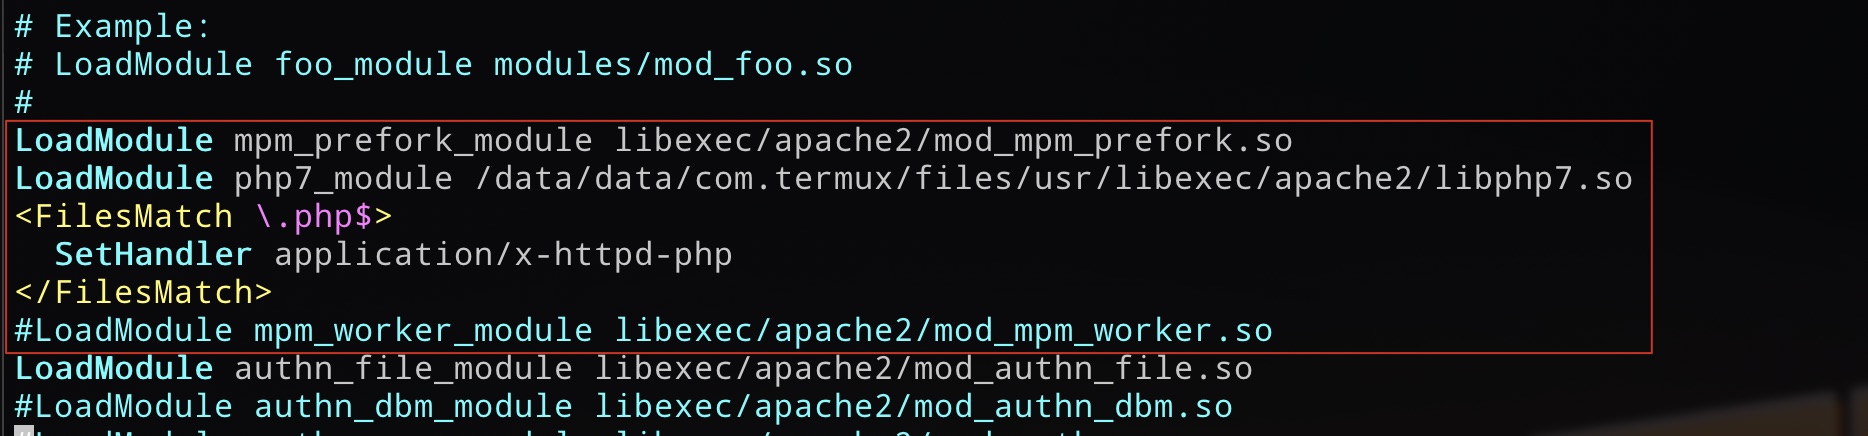 # Example:
# LoadModule foo_module modules/mod_foo.so
#
LoadModule mpm_prefork_module libexec/apache2/mod_mpm_prefork.so
LoadModule php7_module /data/data/com.termux/files/usr/libexec/apache2/libphp7.so
<FilesMatch \.php$>
  SetHandler application/x-httpd-php
</FilesMatch>
#LoadModule mpm_worker_module libexec/apache2/mod_mpm_worker.so
LoadModule authn_file_module libexec/apache2/mod_authn_file.so
#LoadModule authn_dbm_module libexec/apache2/mod_authn_dbm.so